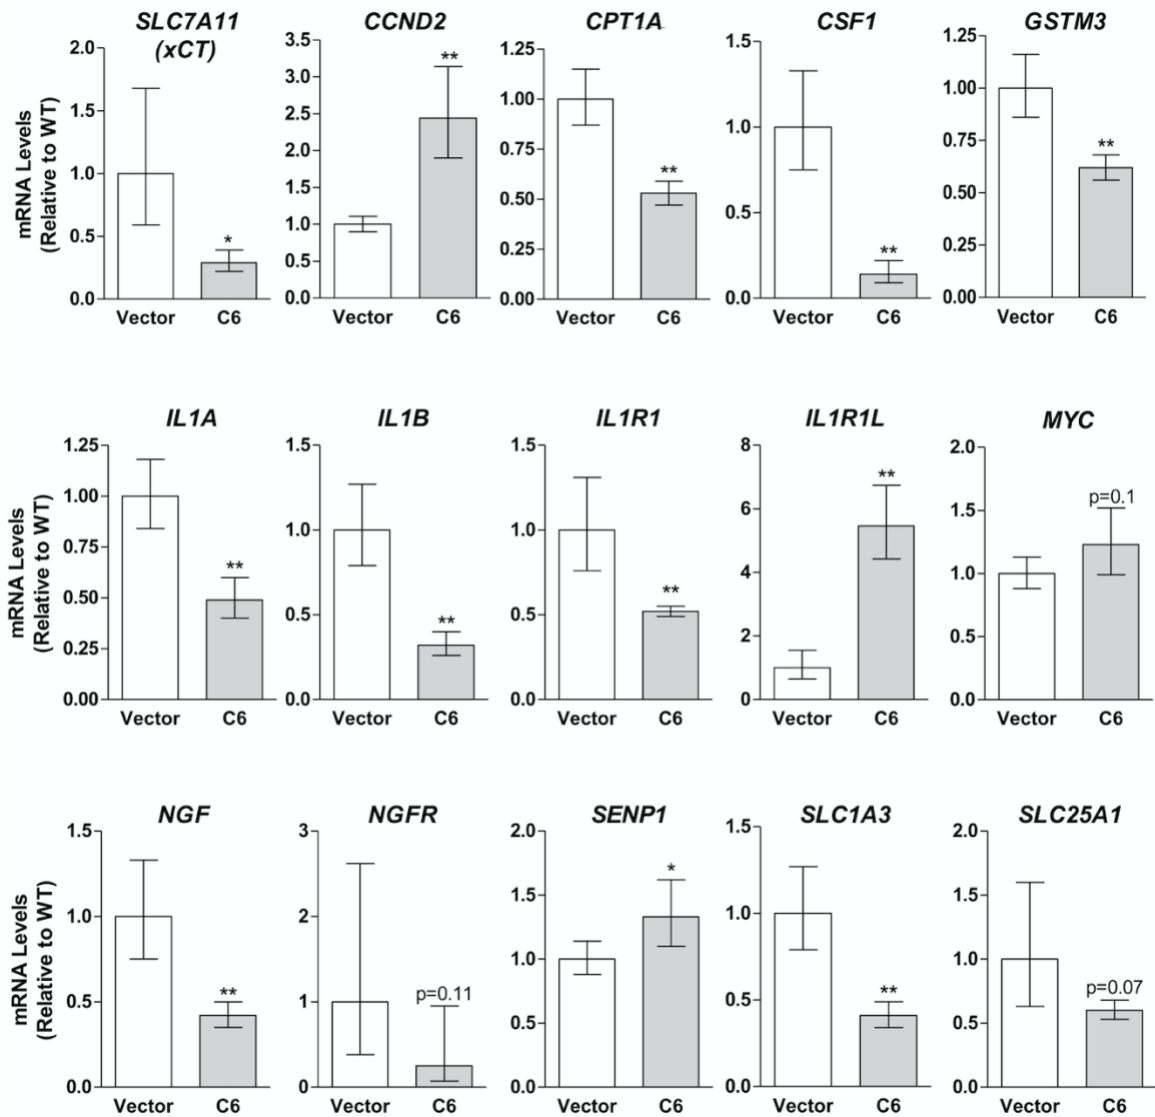 SLC7A11
(xCT)
CCND2
CPT1A
CSF1
GSTM3
mRNA Levels
(Relative to WT)
2.0
1.5
1.0
0.5
0.0
3.5
3.0
2.5
2.0
1.5
1.0
0.5
0.0
1.25
1.00
0.75
0.50
0.25
0.00
1.5
1.0
0.5
0.0
1.25
1.00
0.75
0.50
0.25
0.00
*
**
**
**
**
Vector C6
Vector C6
Vector C6
Vector C6
Vector C6
IL1A
IL1B
IL1R1
IL1R1L
MYC
mRNA Levels
(Relative to WT)
1.25
1.00
0.75
0.50
0.25
0.00
1.5
1.0
0.5
0.0
1.5
1.0
0.5
0.0
8
6
4
2
0
2.0
1.5
1.0
0.5
0.0
**
**
**
**
p=0.1
Vector C6
Vector C6
Vector C6
Vector C6
Vector C6
NGF
NGFR
SENP1
SLC1A3
SLC25A1
mRNA Levels
(Relative to WT)
1.5
1.0
0.5
0.0
3
2
1
0
2.0
1.5
1.0
0.5
0.0
1.5
1.0
0.5
0.0
2.0
1.5
1.0
0.5
0.0
**
p=0.11
*
**
p=0.07
Vector C6
Vector C6
Vector C6
Vector C6
Vector C6